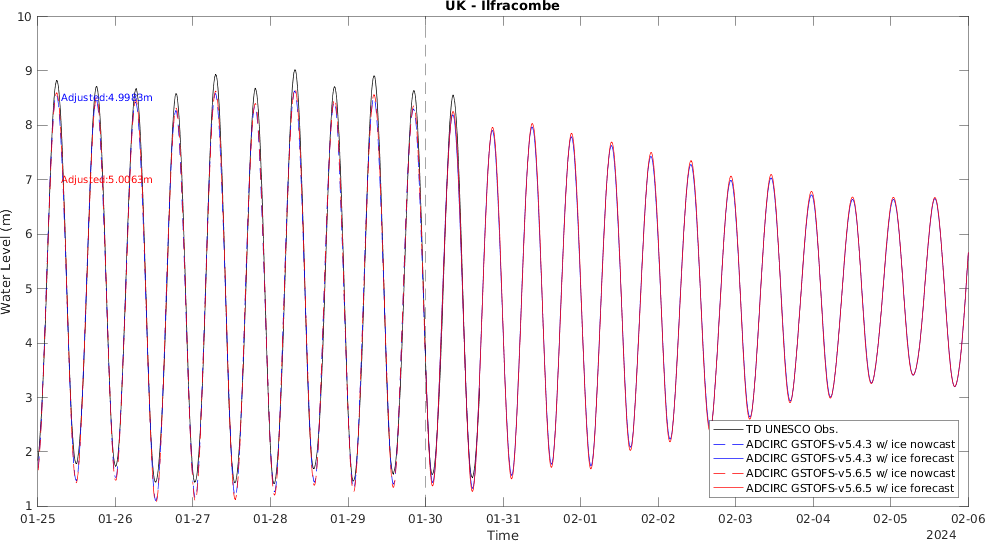 UK - Ilfracombe
10
9
8
7
6
5
4
3
2
1
Water Level (m)
Adjusted:4.9983m
Adjusted:5.0063m
TD UNESCO Obs.
ADCIRC GSTOFS-v5.4.3 w/ ice nowcast
ADCIRC GSTOFS-v5.4.3 w/ ice forecast
ADCIRC GSTOFS-v5.6.5 w/ ice nowcast
ADCIRC GSTOFS-v5.6.5 w/ ice forecast
01-25 01-26 01-27 01-28 01-29 01-30 01-31 02-01 02-02 02-03 02-04 02-05 02-06
Time
2024